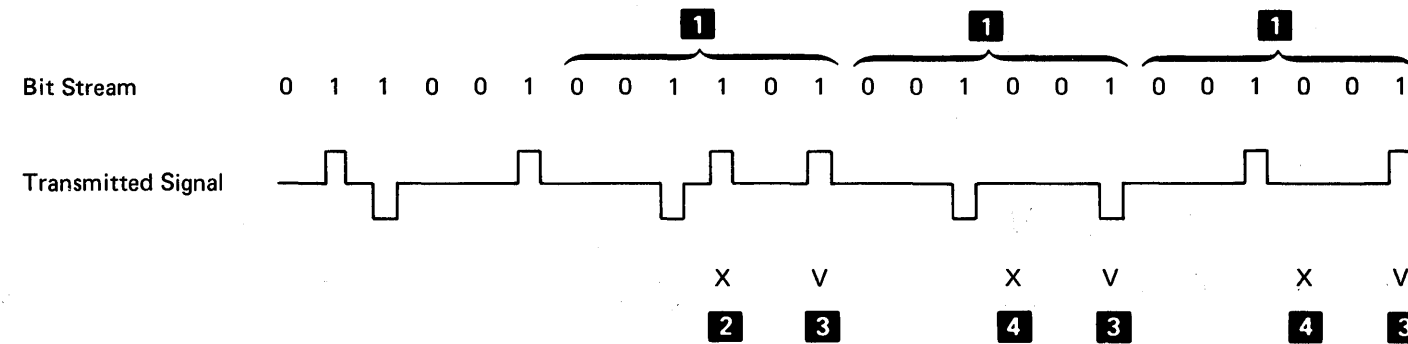 1 1 1
Bit Stream 0 1 1 0 0 1 0 0 1 1 0 1 0 0 1 0 0 1 0 0 1 0 0 1
Transmitted Signal
X V X V X V
2 3 4 3 4 3